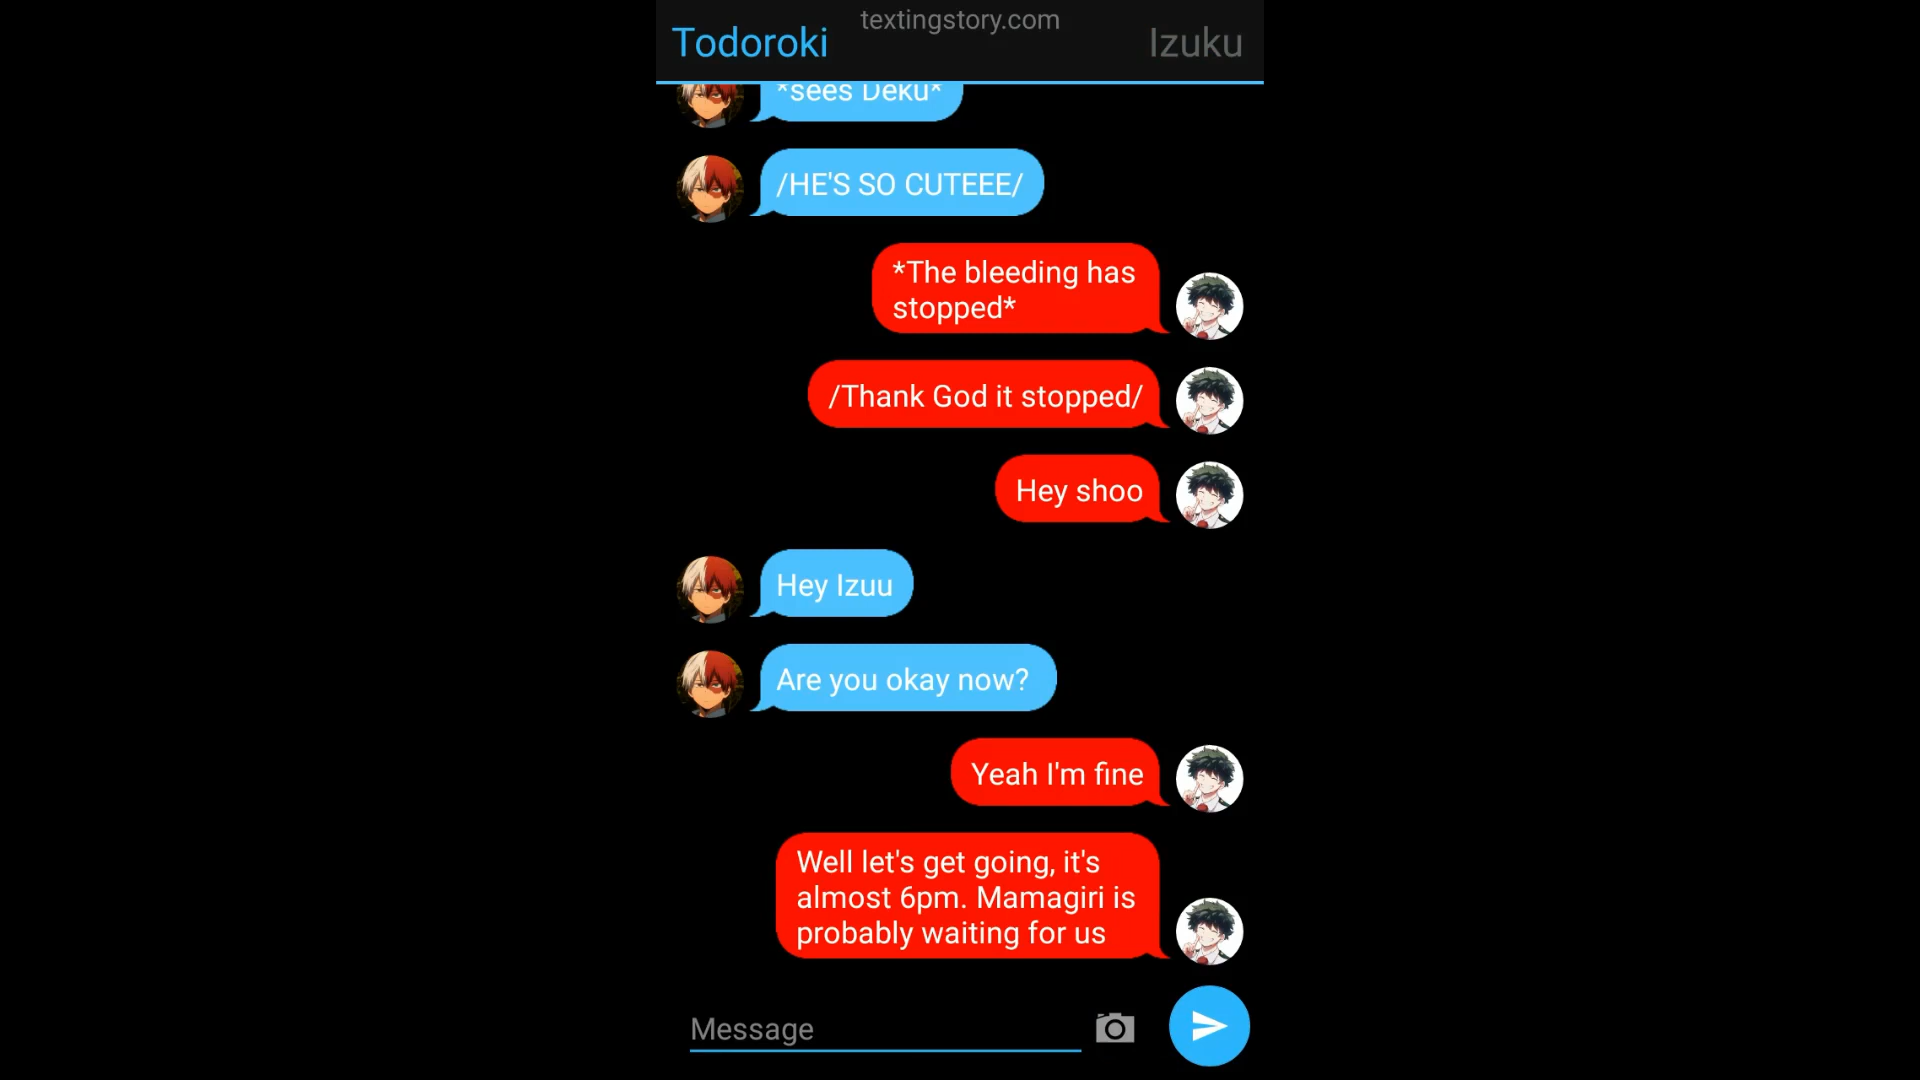 textingstory.com
Todoroki
Izuku
*sees Deku*
/HE'S SO CUTEEE/
*The bleeding has
stopped*
/Thank God it stopped/
Hey shoo
Hey Izuu
Are you okay now?
Yeah I'm fine
Well let's get going, it's
almost 6pm. Mamagiri is
probably waiting for us
Message